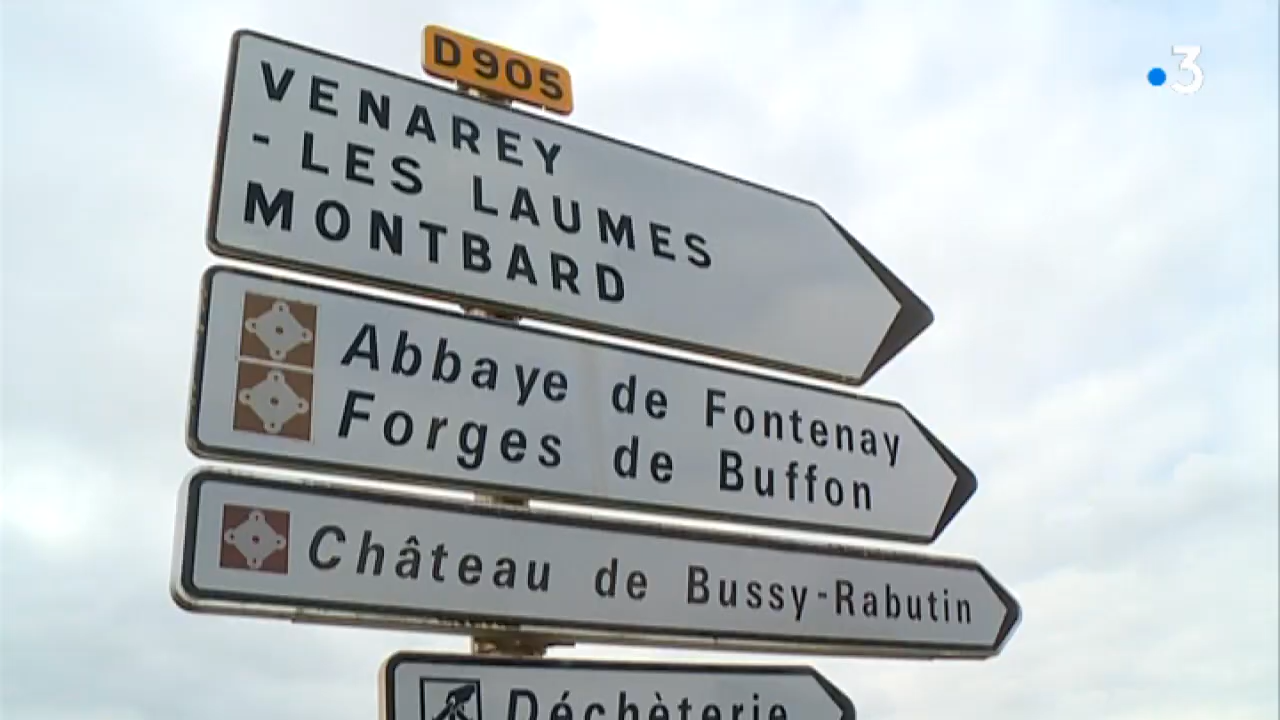 D905
3
VENAREY
- LES LAUMES
MONTBARD
Abbaye de Fontenay
Forges de Buffon
Château de Bussy-Rabutin
Déchèterie